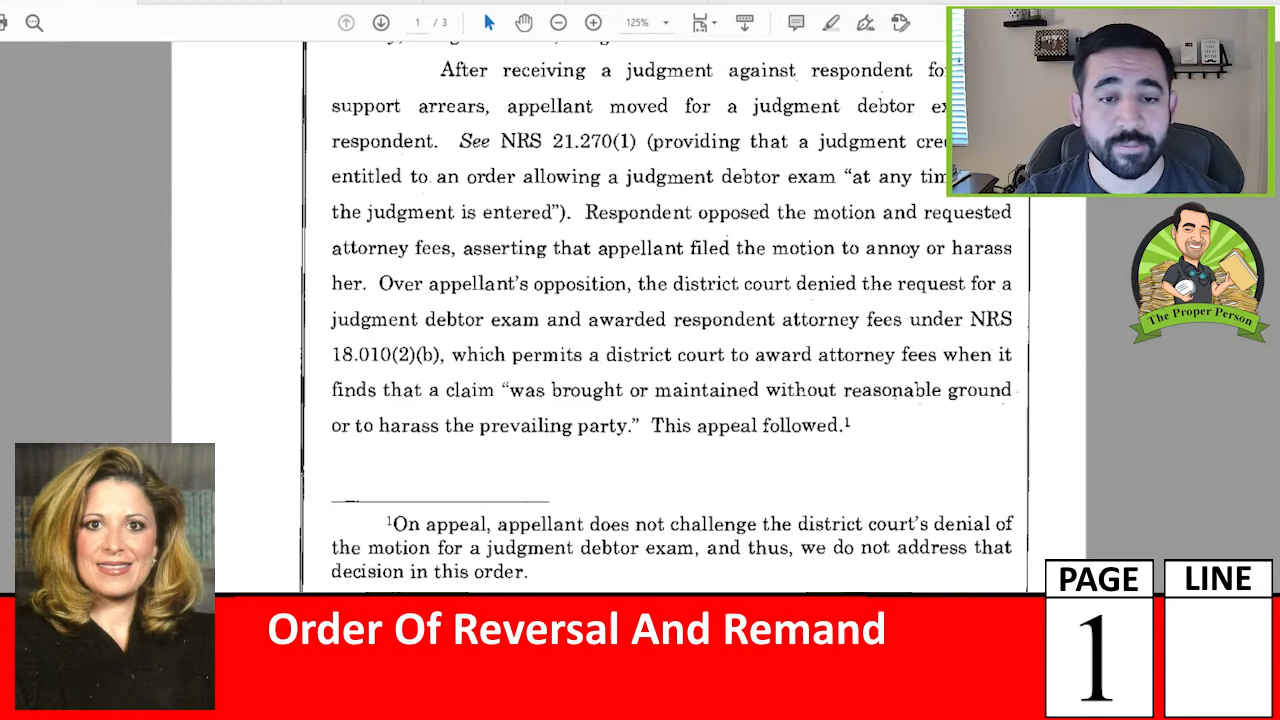 1 / 3
125%
After receiving a judgment against respondent fo
support arrears, appellant moved for a judgment debtor ex
respondent. See NRS 21.270(1) (providing that a judgment cre
entitled to an order allowing a judgment debtor exam “at any tim
the judgment is entered”). Respondent opposed the motion and requested
attorney fees, asserting that appellant filed the motion to annoy or harass
her. Over appellant's opposition, the district court denied the request for a
judgment debtor exam and awarded respondent attorney fees under NRS
18.010(2)(b), which permits a district court to award attorney fees when it
finds that a claim “was brought or maintained without reasonable ground
or to harass the prevailing party.” This appeal followed.¹
¹On appeal, appellant does not challenge the district court's denial of
the motion for a judgment debtor exam, and thus, we do not address that
decision in this order.
The Proper Person
Order Of Reversal And Remand
PAGE
1
LINE